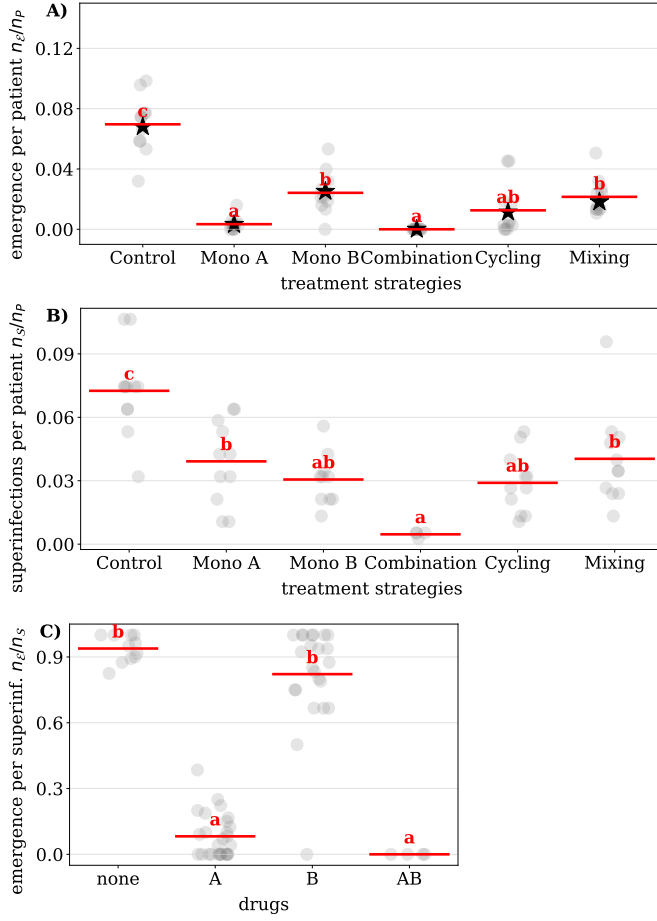 A)
emergence per patient n_ℰ/n_P
0.12
0.08
0.04
0.00
c
a
b
a
ab
b
Control Mono A Mono B Combination Cycling Mixing
treatment strategies
B)
superinfections per patient n_S/n_P
0.09
0.06
0.03
0.00
c
b
ab
a
ab
b
Control Mono A Mono B Combination Cycling Mixing
treatment strategies
C)
emergence per superinf. n_ℰ/n_S
0.9
0.6
0.3
0.0
b
a
b
a
none A B AB
drugs